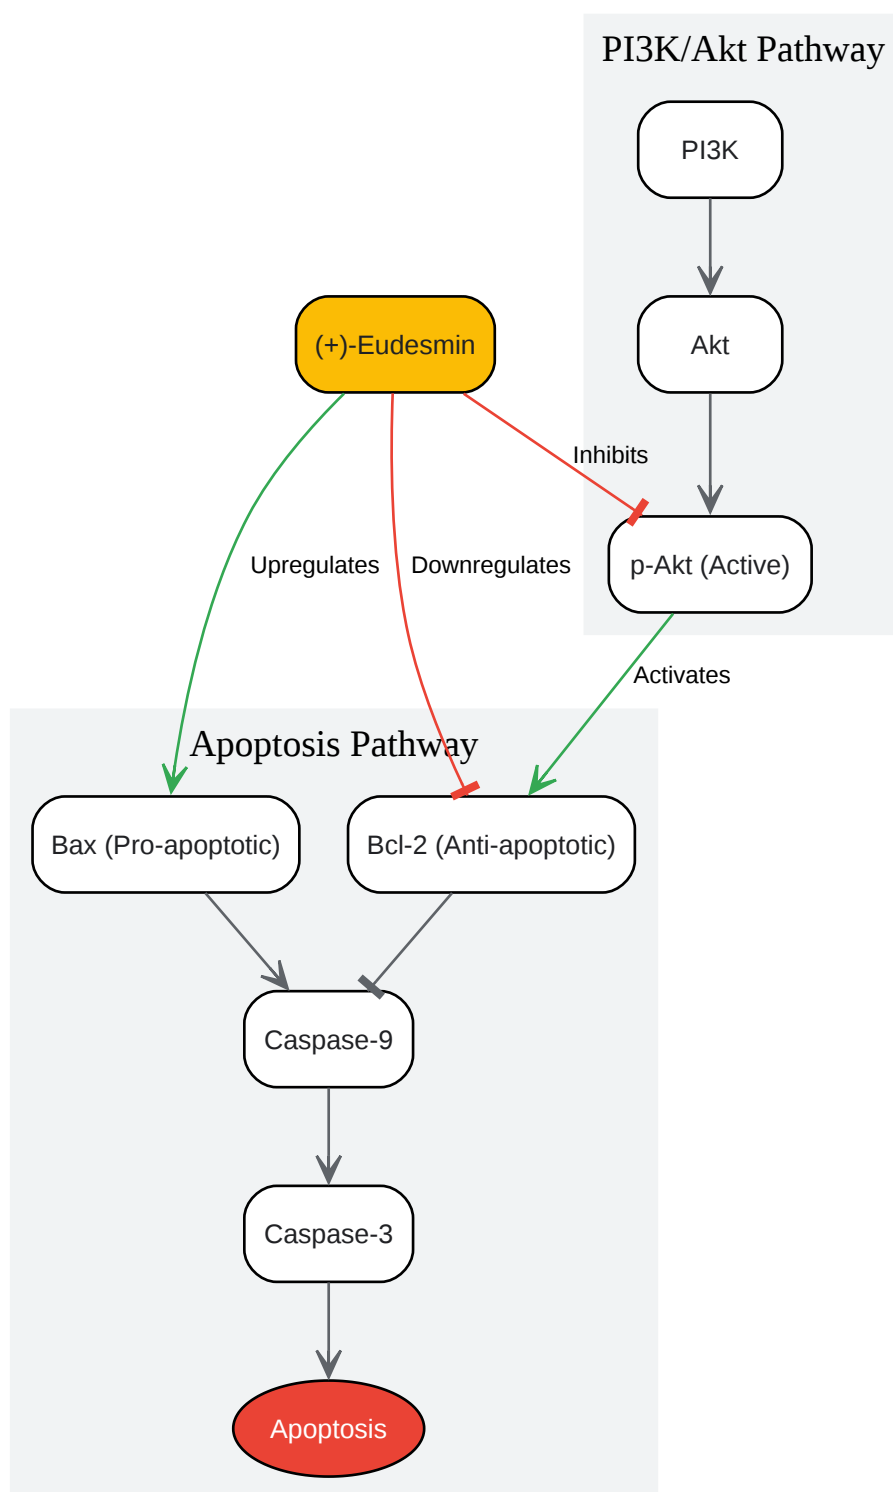 PI3K/Akt Pathway
PI3K
(+)-Eudesmin
Akt
Inhibits
Upregulates
Downregulates
p-Akt (Active)
Activates
Apoptosis Pathway
Bax (Pro-apoptotic)
Bcl-2 (Anti-apoptotic)
Caspase-9
Caspase-3
Apoptosis